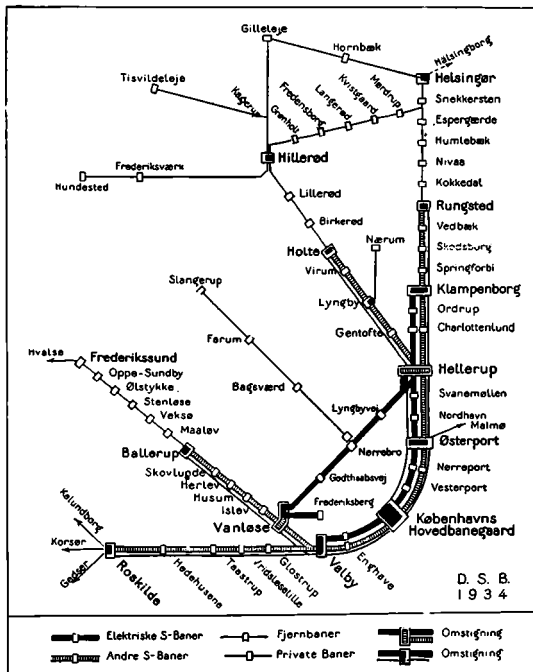 Gilleleje
Hornbæk
Hälsingborg
Helsingør
Tisvildeleje
Kagerup
Grønholt
Fredensborg
Langerød
Kvistgaard
Mørdrup
Snekkersten
Espergærde
Humlebæk
Nivaa
Kokkedal
Hillerød
Frederiksværk
Hundested
Lillerød
Birkerød
Rungsted
Vedbæk
Skodsborg
Springforbi
Holte
Nærum
Virum
Klampenborg
Slangerup
Lyngby
Ordrup
Gentofte
Charlottenlund
Farum
Hvalsø
Frederikssund
Hellerup
Oppe-Sundby
Ølstykke
Bagsværd
Svanemøllen
Stenløse
Lyngbyvej
Nordhavn
Veksø
Malmø
Maaløv
Nørrebro
Østerport
Ballerup
Skovlunde
Godthaabsvej
Nørreport
Herlev
Vesterport
Husum
Frederiksberg
Islev
Københavns
Hovedbanegaard
Vanløse
Kalundborg
Korsør
Gedser
Roskilde
Hedehusene
Taastrup
Vridsløselille
Glostrup
Valby
Enghave
D. S. B.
1934
Elektriske S-Baner
Fjernbaner
Omstigning
Andre S-Baner
Private Baner
Omstigning